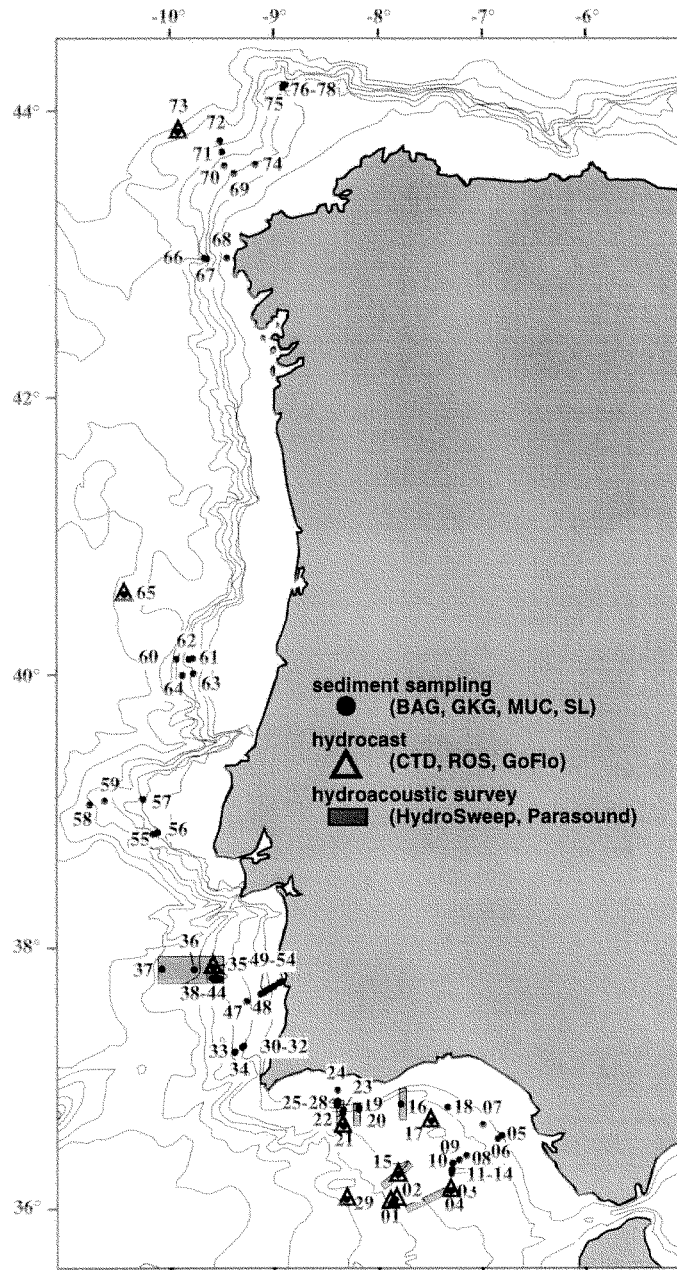 -10° -9° -8° -7° -6°
44°
76-78
75
73
72
71
74
70
69
68
66
67
42°
65
62
60 61
40°
64 63
sediment sampling
(BAG, GKG, MUC, SL)
hydrocast
(CTD, ROS, GoFlo)
hydroacoustic survey
(HydroSweep, Parasound)
59
57
58
56
55
38°
36
37 35 49-54
38-44
47 48
30-32
33
34
24
23
25-28 19 16 18 07
22 20 17 05
21 09 06
10 08
15 11-14
02 03
36° 29 01 04